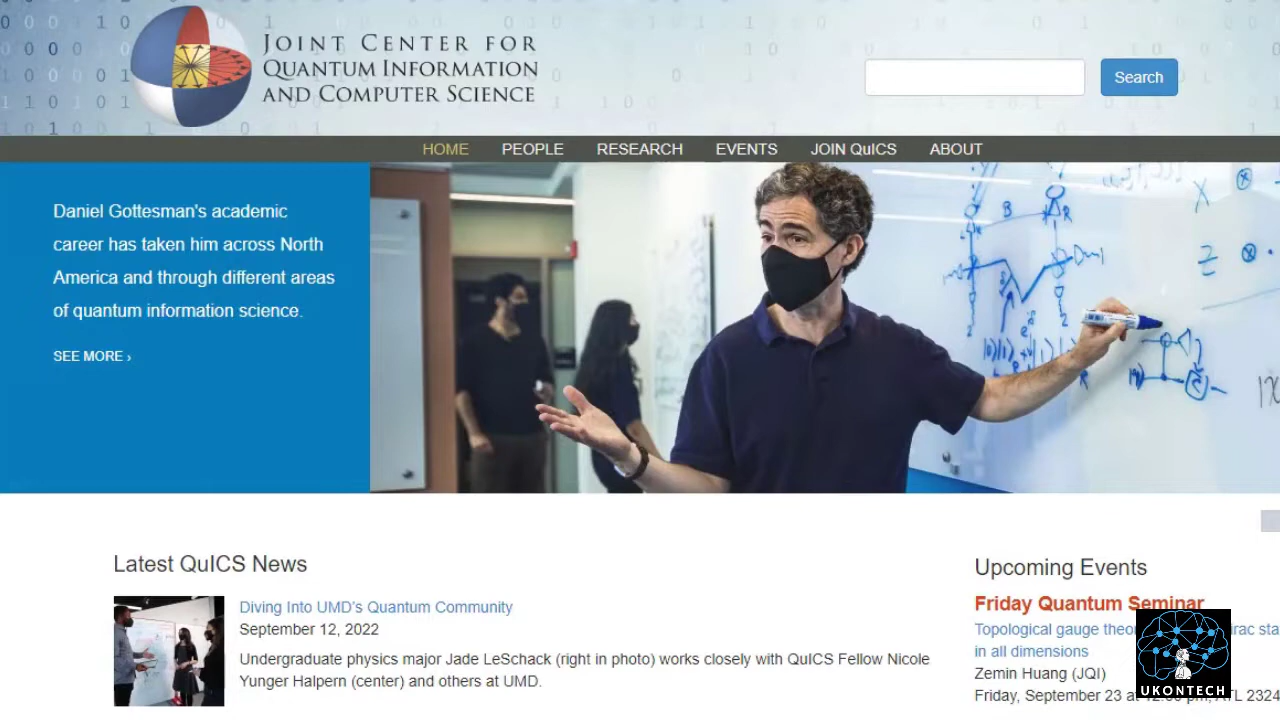 JOINT CENTER FOR
QUANTUM INFORMATION
AND COMPUTER SCIENCE
Search
HOME PEOPLE RESEARCH EVENTS JOIN QuICS ABOUT
Daniel Gottesman's academic
career has taken him across North
America and through different areas
of quantum information science.
SEE MORE ›
Latest QuICS News
Diving Into UMD's Quantum Community
September 12, 2022
Undergraduate physics major Jade LeSchack (right in photo) works closely with QuICS Fellow Nicole
Yunger Halpern (center) and others at UMD.
Upcoming Events
Friday Quantum Seminar
Topological gauge
in all dimensions
Zemin Huang (JQI)
Friday, September 23 at ATL 2324
UKONTECH